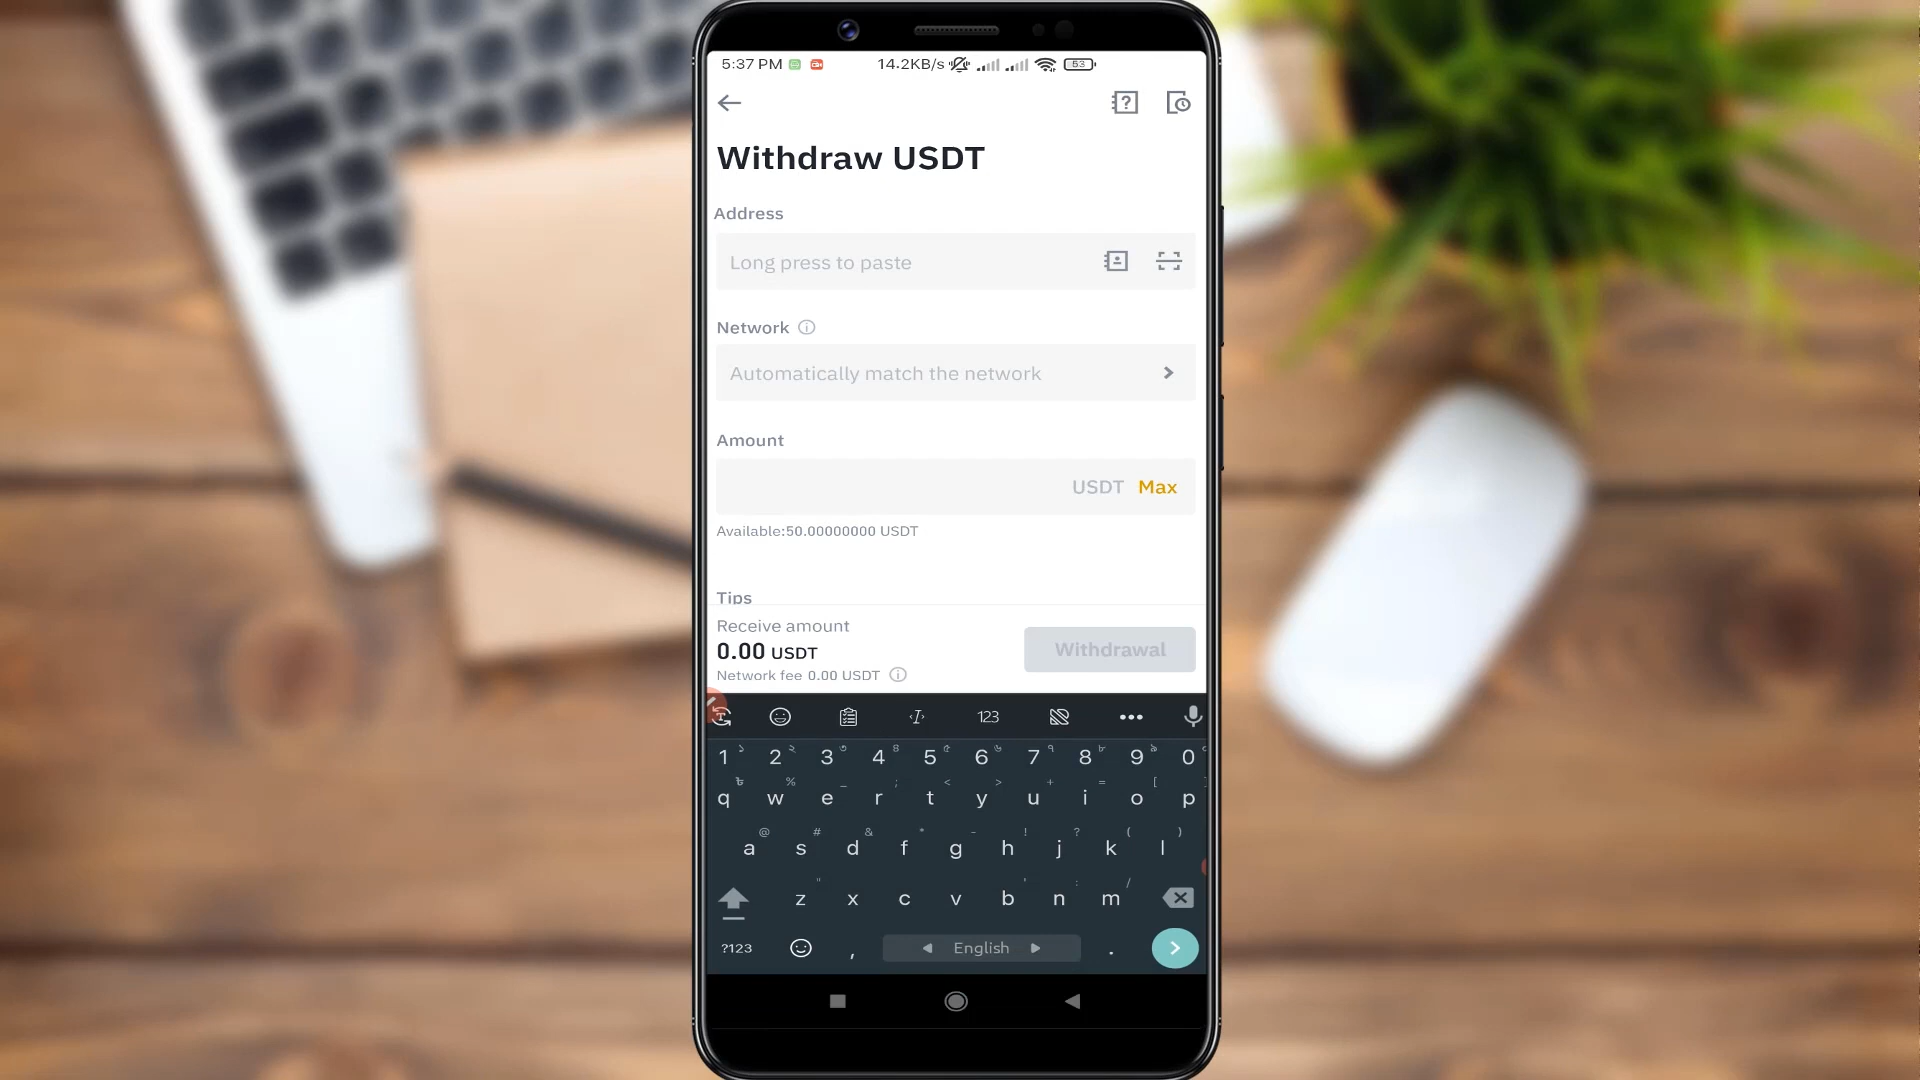 5:37 PM 14.2KB/s 53
Withdraw USDT
Address
Long press to paste
Network
Automatically match the network
Amount
USDT Max
Available:50.00000000 USDT
Tips
Receive amount
0.00 USDT
Withdrawal
Network fee 0.00 USDT
123
1 2 3 4 5 6 7 8 9 0
q w e r t y u i o p
a s d f g h j k l
z x c v b n m
?123 , English .